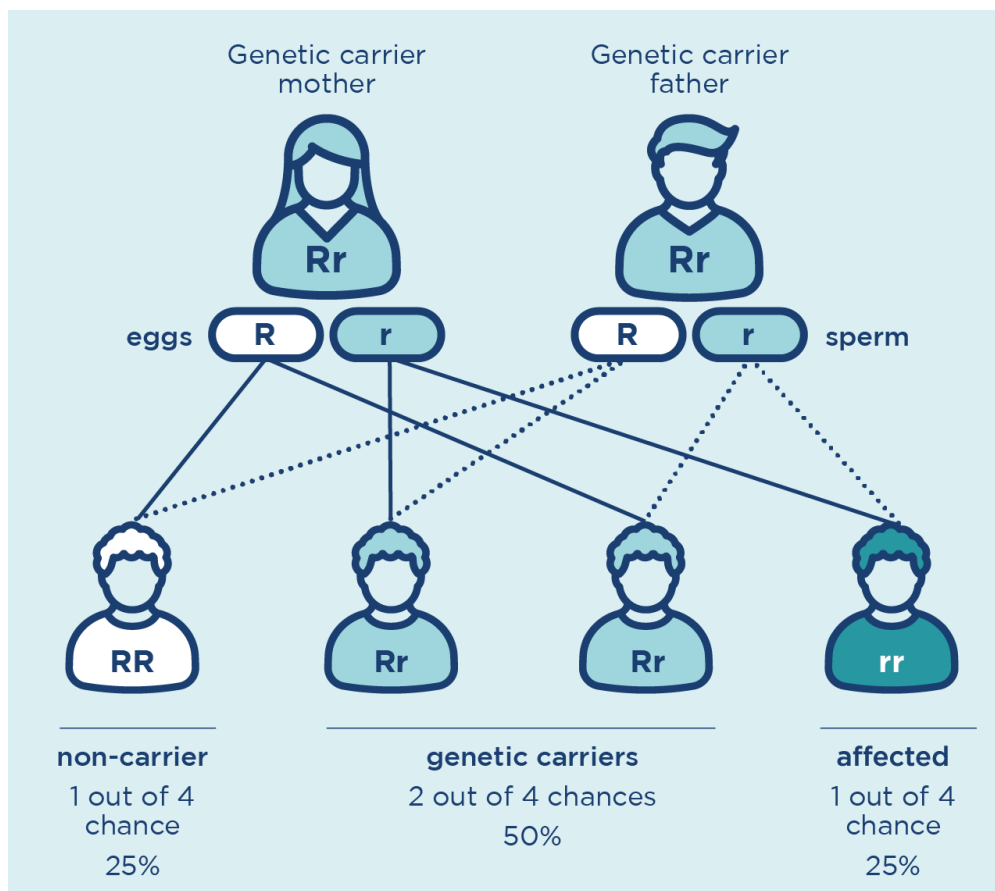 Genetic carrier
mother
Genetic carrier
father
Rr
Rr
eggs
R
r
R
r
sperm
RR
Rr
Rr
rr
non-carrier
1 out of 4
chance
25%
genetic carriers
2 out of 4 chances
50%
affected
1 out of 4
chance
25%